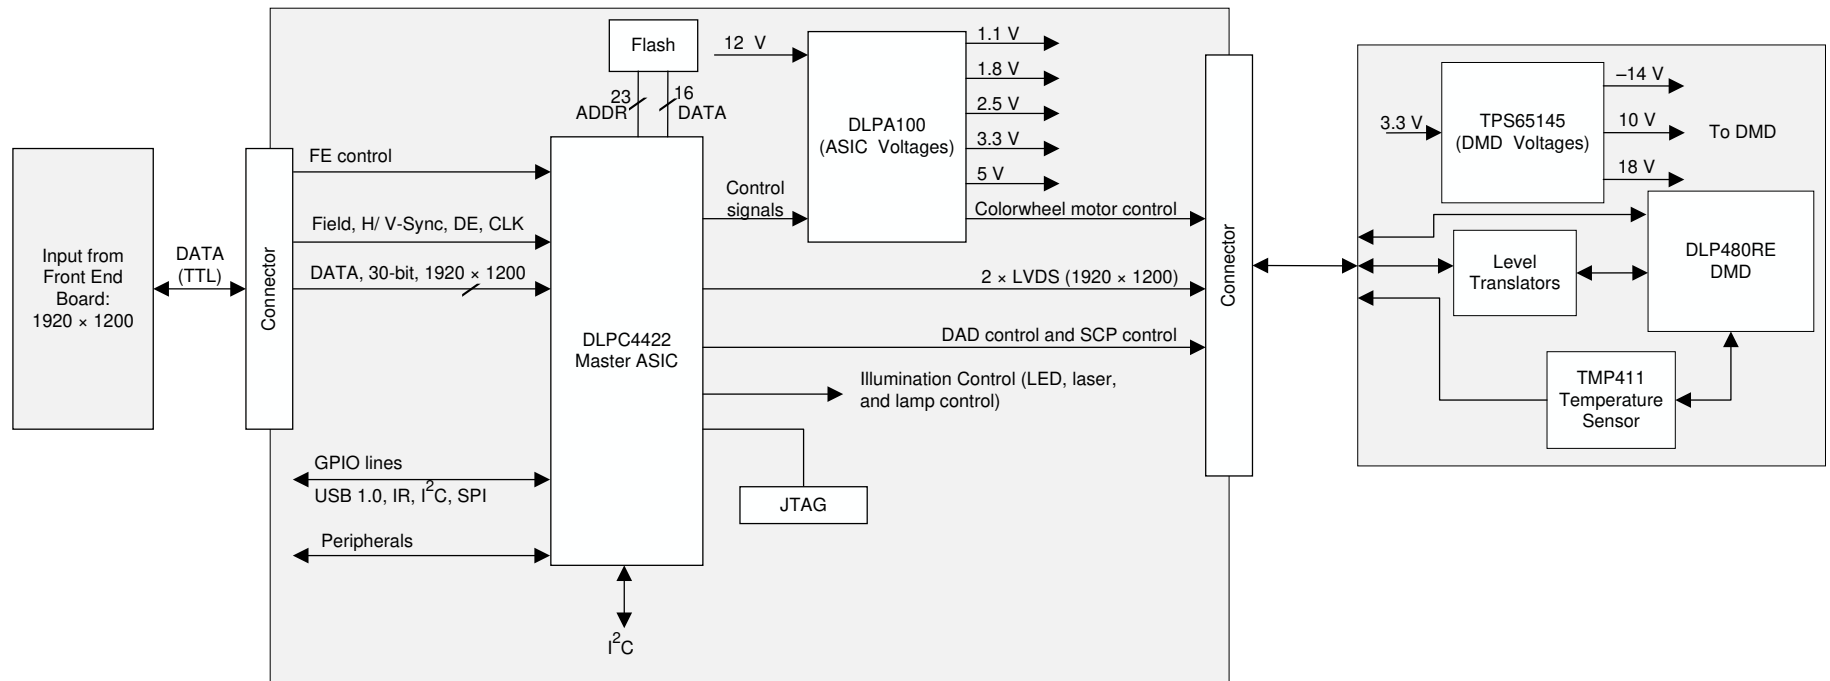 Input from
Front End
Board:
1920 × 1200
DATA
(TTL)
Connector
FE control
Field, H/ V-Sync, DE, CLK
DATA, 30-bit, 1920 × 1200
GPIO lines
USB 1.0, IR, I²C, SPI
Peripherals
Flash
23
ADDR
16
DATA
DLPC4422
Master ASIC
I²C
12 V
Control
signals
DLPA100
(ASIC Voltages)
1.1 V
1.8 V
2.5 V
3.3 V
5 V
Colorwheel motor control
2 × LVDS (1920 × 1200)
DAD control and SCP control
Illumination Control (LED, laser,
and lamp control)
JTAG
Connector
3.3 V
TPS65145
(DMD Voltages)
–14 V
10 V
18 V
To DMD
Level
Translators
DLP480RE
DMD
TMP411
Temperature
Sensor